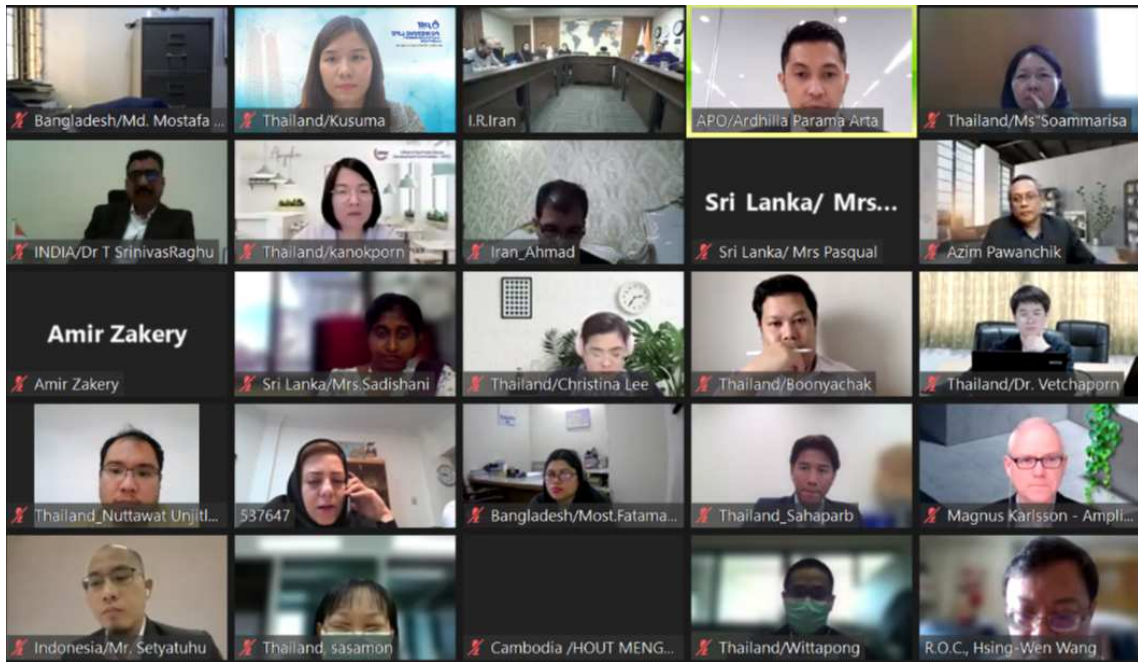 Bangladesh/Md. Mostafa ...
Thailand/Kusuma
I.R.Iran
APO/Ardhilla Parama Arta
Thailand/Ms Soammarisa
INDIA/Dr T SrinivasRaghu
Thailand/kanokporn
Iran_Ahmad
Sri Lanka/ Mrs...
Sri Lanka/ Mrs Pasqual
Azim Pawanchik
Amir Zakery
Amir Zakery
Sri Lanka/Mrs.Sadishani
Thailand/Christina Lee
Thailand/Boonyachak
Thailand/Dr. Vetchaporn
Thailand_Nuttawat Unjitl...
537647
Bangladesh/Most.Fatama...
Thailand_Sahaparb
Magnus Karlsson - Ampli...
Indonesia/Mr. Setyatuhu
Thailand, sasamon
Cambodia /HOUT MENG...
Thailand/Wittapong
R.O.C., Hsing-Wen Wang